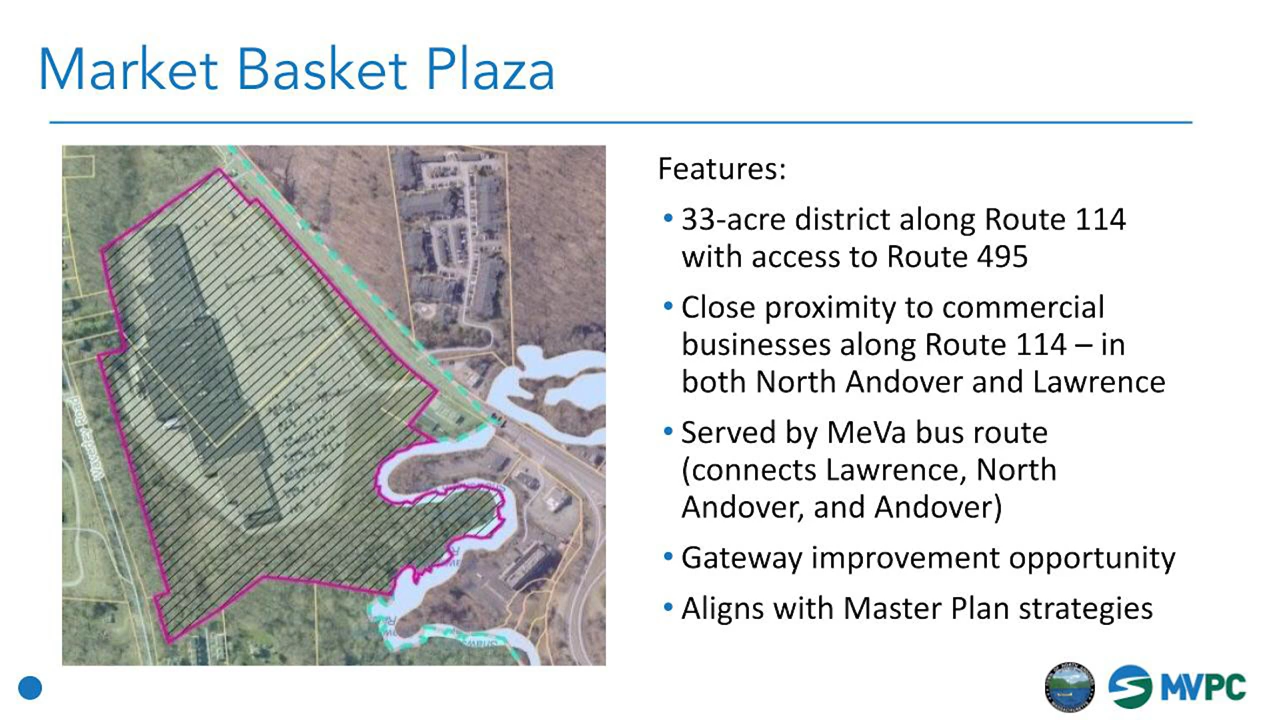 Market Basket Plaza
Features:
• 33-acre district along Route 114
with access to Route 495
• Close proximity to commercial
businesses along Route 114 – in
both North Andover and Lawrence
• Served by MeVa bus route
(connects Lawrence, North
Andover, and Andover)
• Gateway improvement opportunity
• Aligns with Master Plan strategies
Waverley Road
MVPC